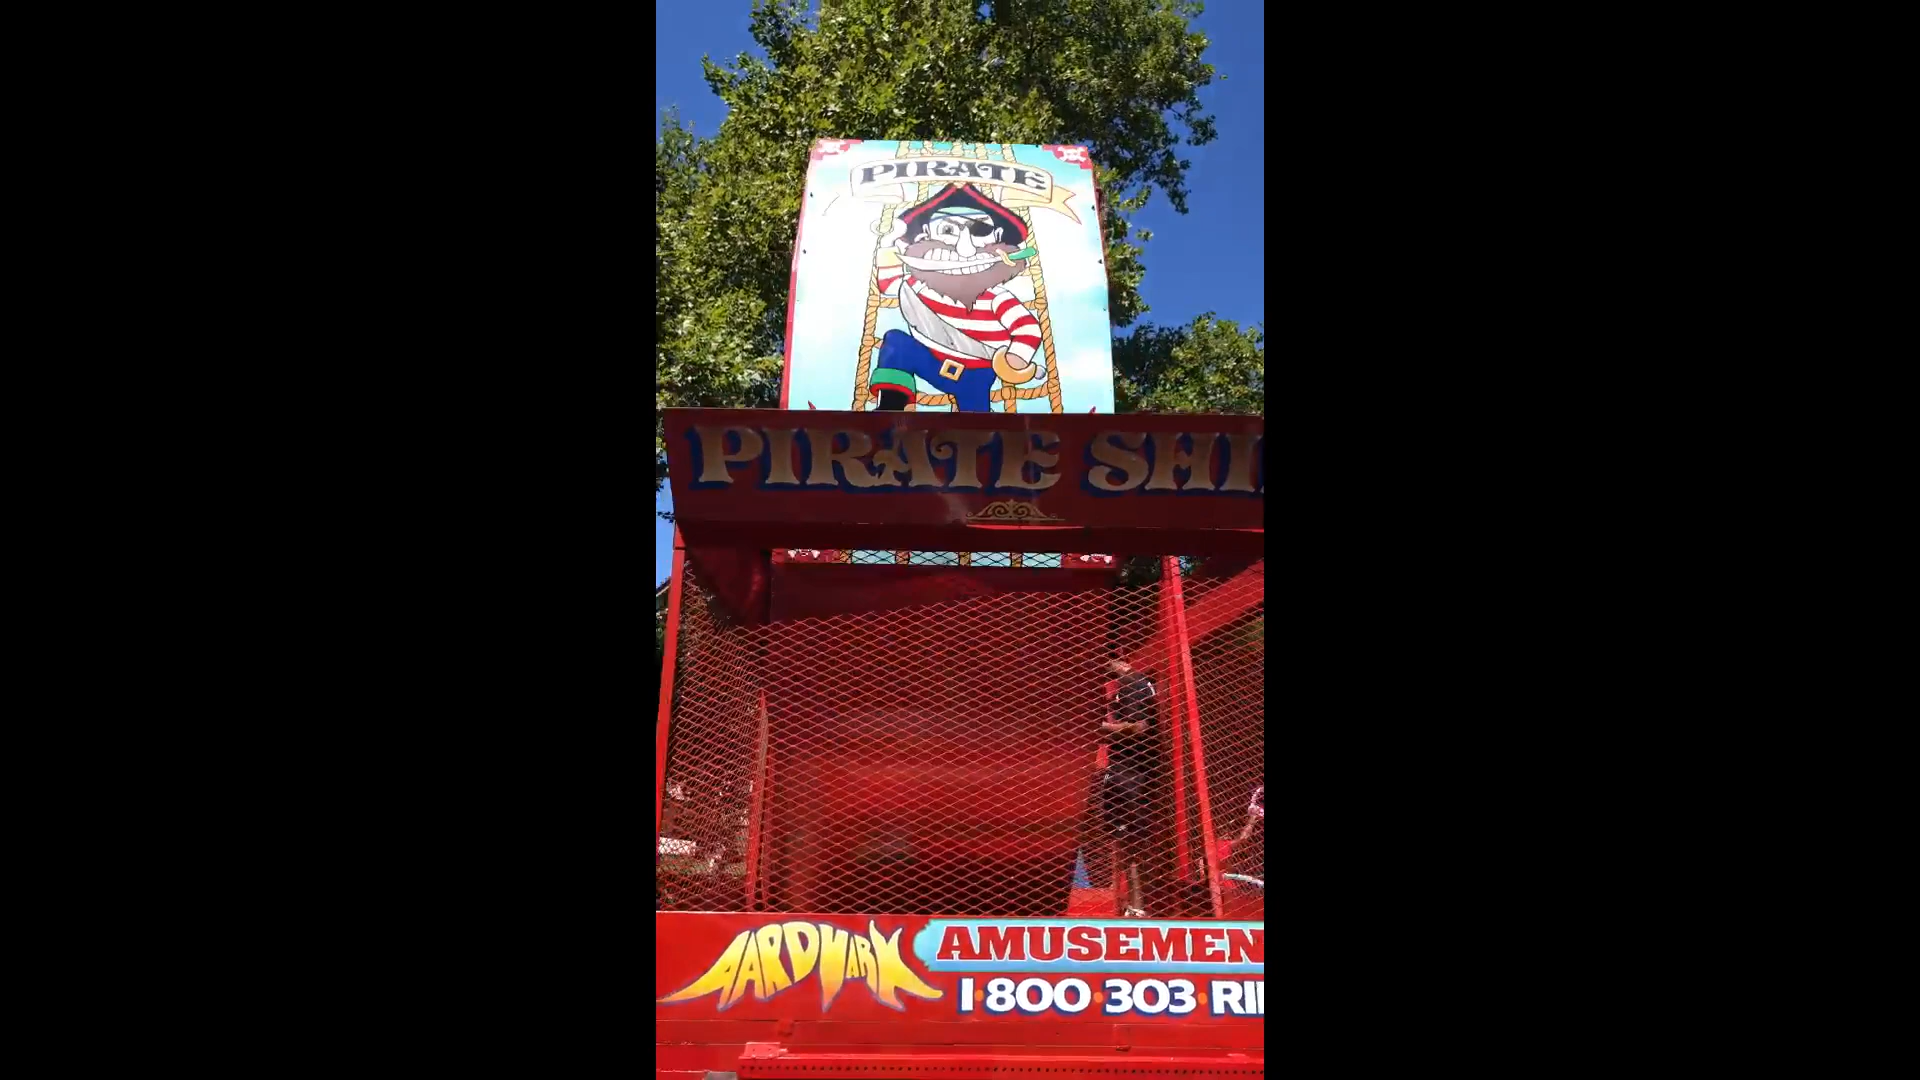 PIRATE
PIRATE SHI
AARDVARK
AMUSEMEN
1·800·303·RI